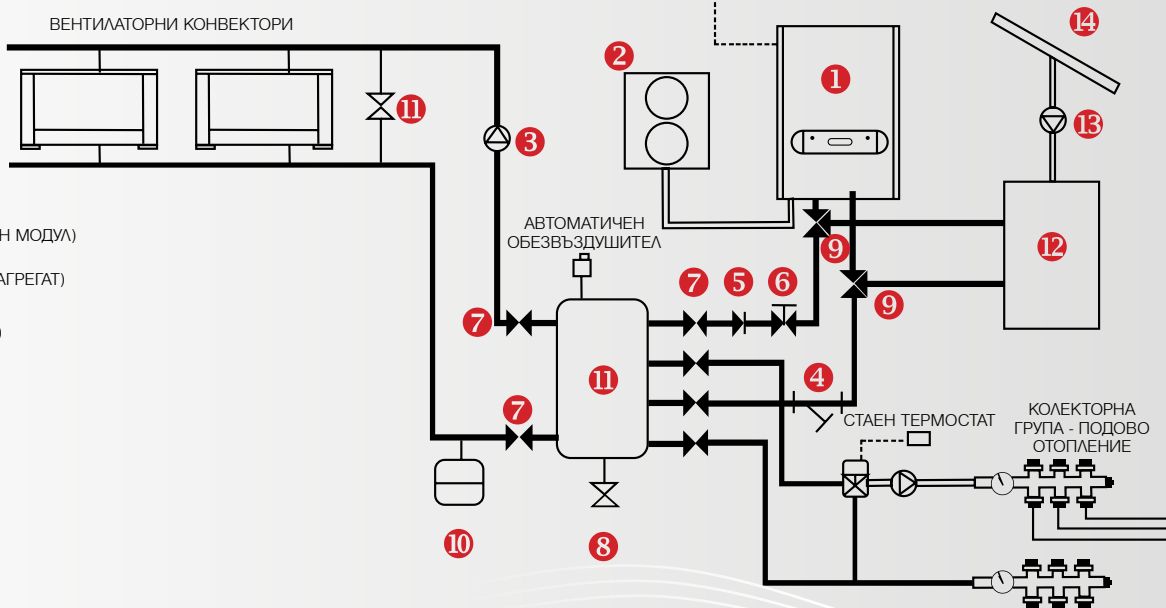 ВЕНТИЛАТОРНИ КОНВЕКТОРИ
14
2
1
11
13
3
Н МОДУЛ)
АВТОМАТИЧЕН
ОБЕЗВЪЗДУШИТЕЛ
9
12
АГРЕГАТ)
7
5
6
9
)
7
11
4
7
СТАЕН ТЕРМОСТАТ
КОЛЕКТОРНА
ГРУПА - ПОДОВО
ОТОПЛЕНИЕ
10
8